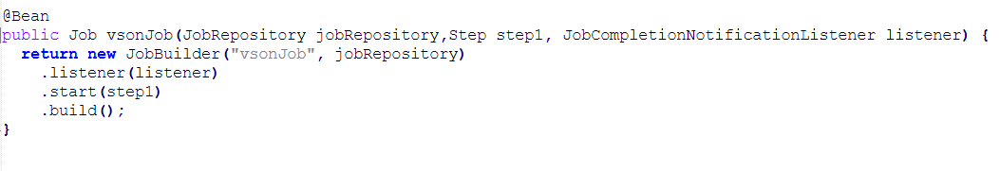 @Bean
public Job vsonJob(JobRepository jobRepository,Step step1, JobCompletionNotificationListener listener) {
  return new JobBuilder("vsonJob", jobRepository)
    .listener(listener)
    .start(step1)
    .build();
}